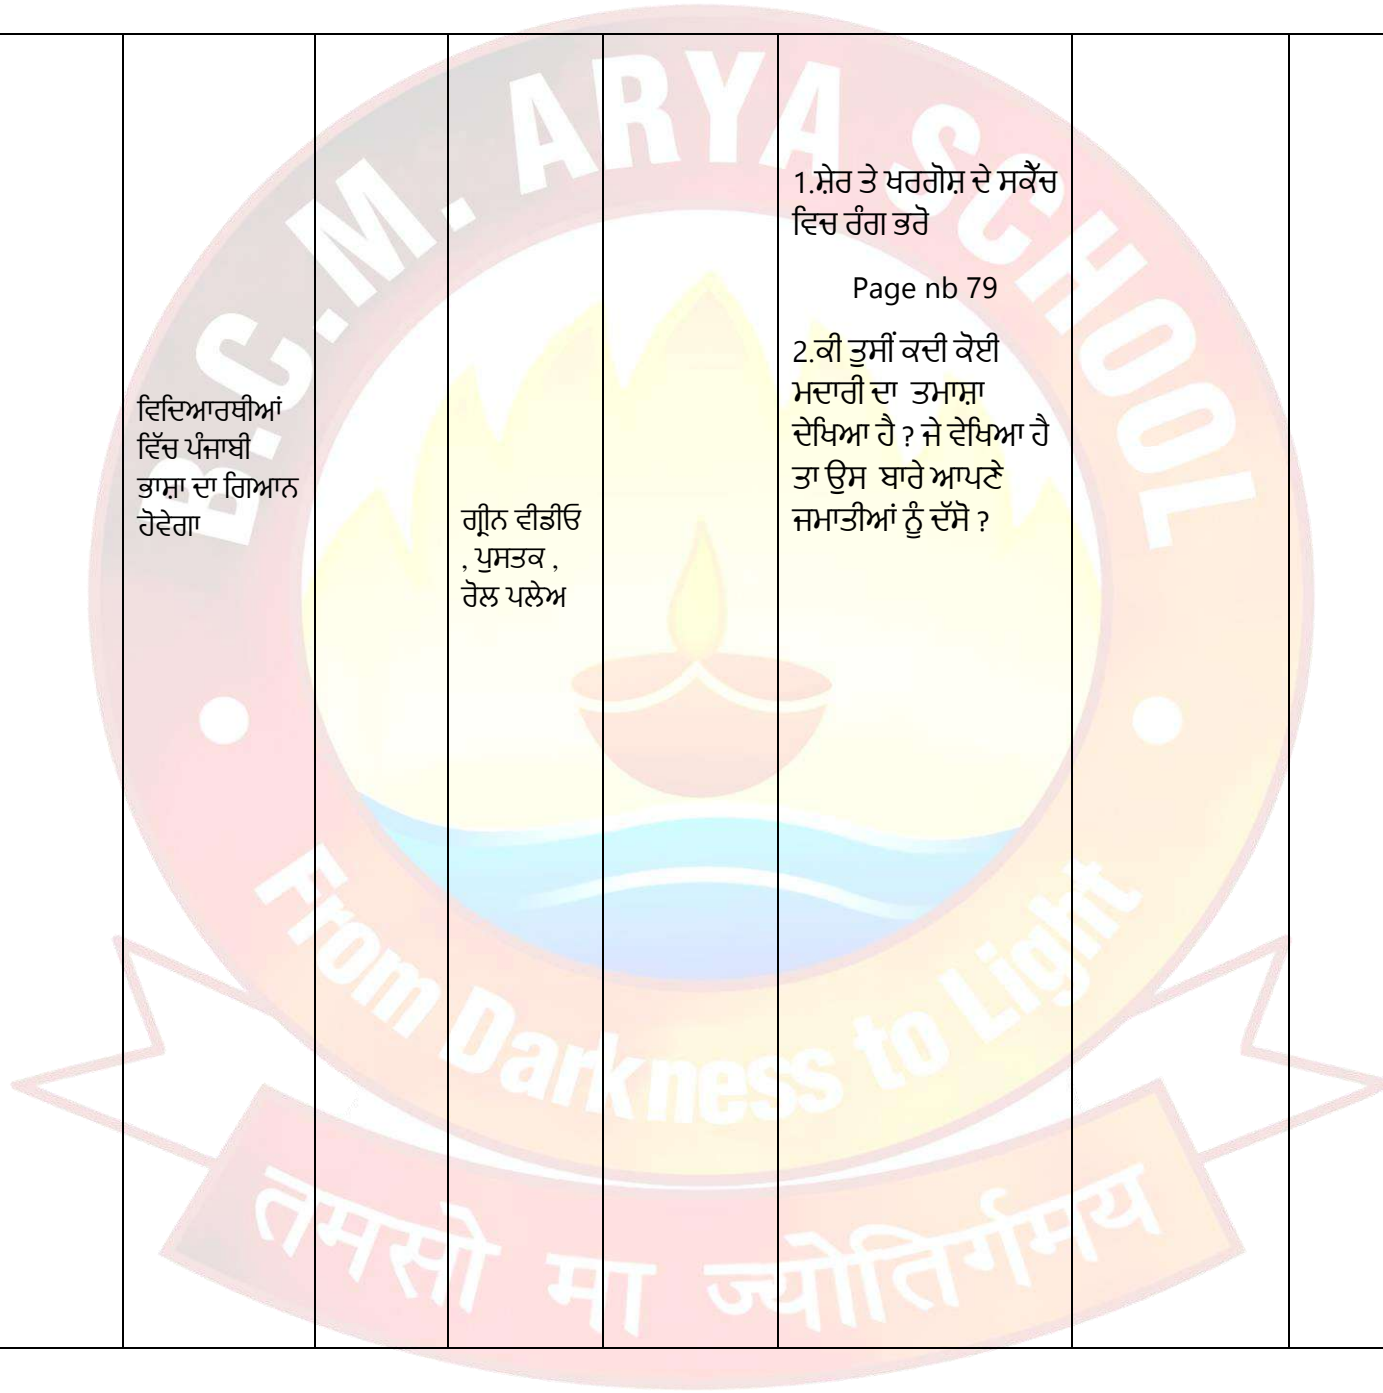 B.C.M. ARYA SCHOOL
ਵਿਦਿਆਰਥੀਆਂ
ਵਿੱਚ ਪੰਜਾਬੀ
ਭਾਸ਼ਾ ਦਾ ਗਿਆਨ
ਹੋਵੇਗਾ
ਗ੍ਰੀਨ ਵੀਡੀਓ
, ਪੁਸਤਕ ,
ਰੋਲ ਪਲੇਅ
1.ਸ਼ੇਰ ਤੇ ਖਰਗੋਸ਼ ਦੇ ਸਕੈੱਚ
ਵਿਚ ਰੰਗ ਭਰੋ
Page nb 79
2.ਕੀ ਤੁਸੀਂ ਕਦੀ ਕੋਈ
ਮਦਾਰੀ ਦਾ ਤਮਾਸ਼ਾ
ਦੇਖਿਆ ਹੈ ? ਜੇ ਵੇਖਿਆ ਹੈ
ਤਾ ਉਸ ਬਾਰੇ ਆਪਣੇ
ਜਮਾਤੀਆਂ ਨੂੰ ਦੱਸੋ ?
From Darkness to Light
तमसो मा ज्योतिर्गमय